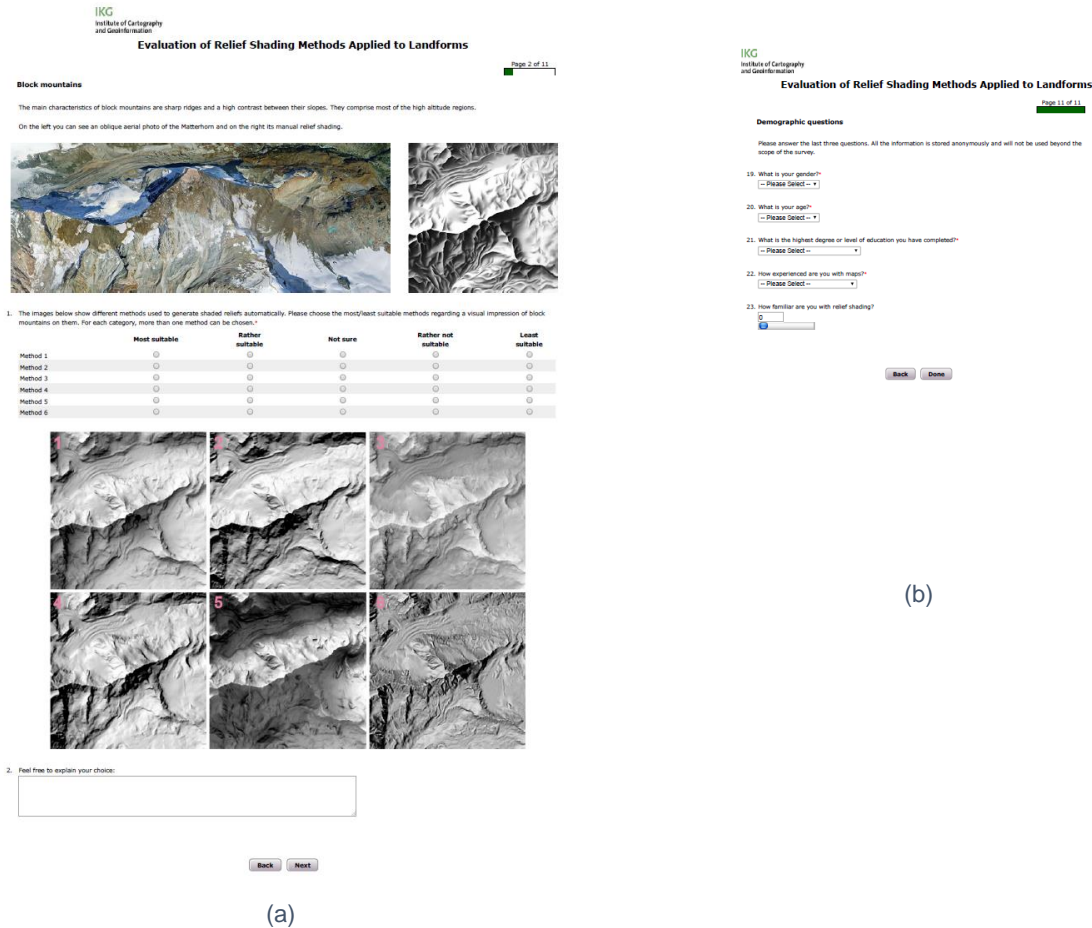 IKG
Institute of Cartography
and Geoinformation
Evaluation of Relief Shading Methods Applied to Landforms
Page 2 of 11
Block mountains
The main characteristics of block mountains are sharp ridges and a high contrast between their slopes. They comprise most of the high altitude regions.
On the left you can see an oblique aerial photo of the Matterhorn and on the right its manual relief shading.
1. The images below show different methods used to generate shaded reliefs automatically. Please choose the most/least suitable methods regarding a visual impression of block
mountains on them. For each category, more than one method can be chosen.*
Most suitable Rather suitable Not sure Rather not suitable Least suitable
Method 1
Method 2
Method 3
Method 4
Method 5
Method 6
1 2 3
4 5 6
2. Feel free to explain your choice:
Back Next
(a)
IKG
Institute of Cartography
and Geoinformation
Evaluation of Relief Shading Methods Applied to Landforms
Page 11 of 11
Demographic questions
Please answer the last three questions. All the information is stored anonymously and will not be used beyond the
scope of the survey.
19. What is your gender?*
-- Please Select --
20. What is your age?*
-- Please Select --
21. What is the highest degree or level of education you have completed?*
-- Please Select --
22. How experienced are you with maps?*
-- Please Select --
23. How familiar are you with relief shading?
0
Back Done
(b)